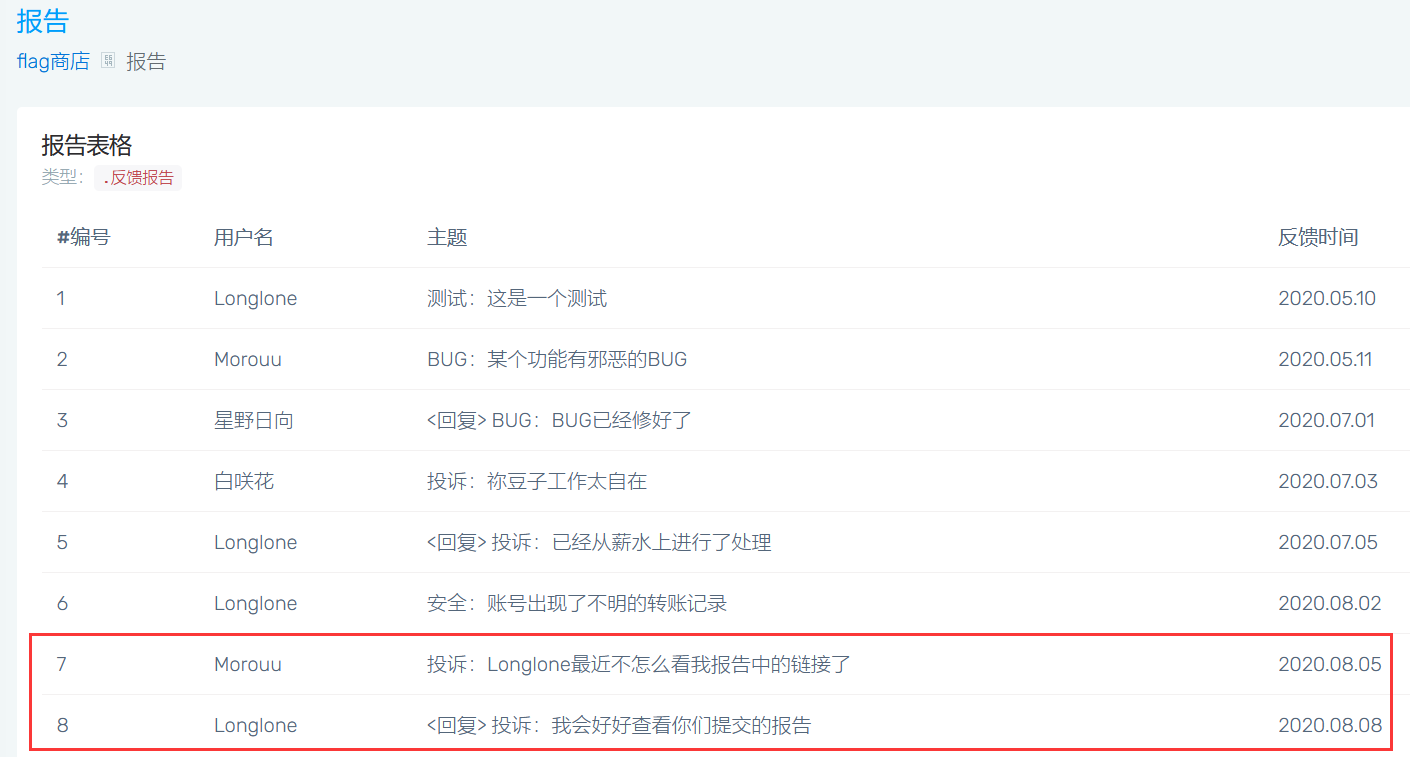 报告
flag商店 报告
报告表格
类型： .反馈报告
#编号 用户名 主题 反馈时间
1 Longlone 测试：这是一个测试 2020.05.10
2 Morouu BUG：某个功能有邪恶的BUG 2020.05.11
3 星野日向 <回复> BUG：BUG已经修好了 2020.07.01
4 白咲花 投诉：祢豆子工作太自在 2020.07.03
5 Longlone <回复> 投诉：已经从薪水上进行了处理 2020.07.05
6 Longlone 安全：账号出现了不明的转账记录 2020.08.02
7 Morouu 投诉：Longlone最近不怎么看我报告中的链接了 2020.08.05
8 Longlone <回复> 投诉：我会好好查看你们提交的报告 2020.08.08